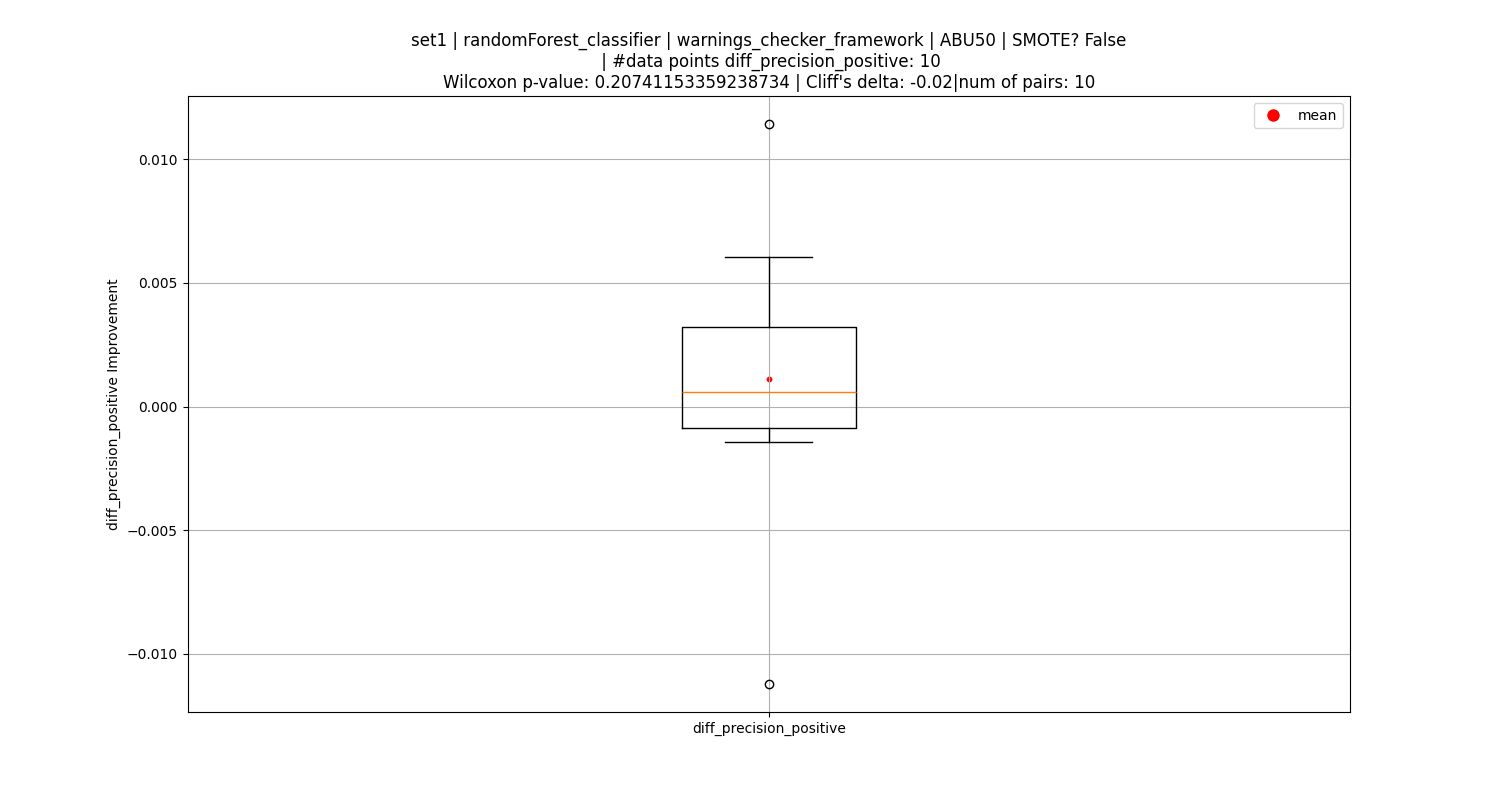 set1 | randomForest_classifier | warnings_checker_framework | ABU50 | SMOTE? False
| #data points diff_precision_positive: 10
Wilcoxon p-value: 0.20741153359238734 | Cliff's delta: -0.02|num of pairs: 10
mean
0.010
0.005
0.000
−0.005
−0.010
diff_precision_positive Improvement
diff_precision_positive